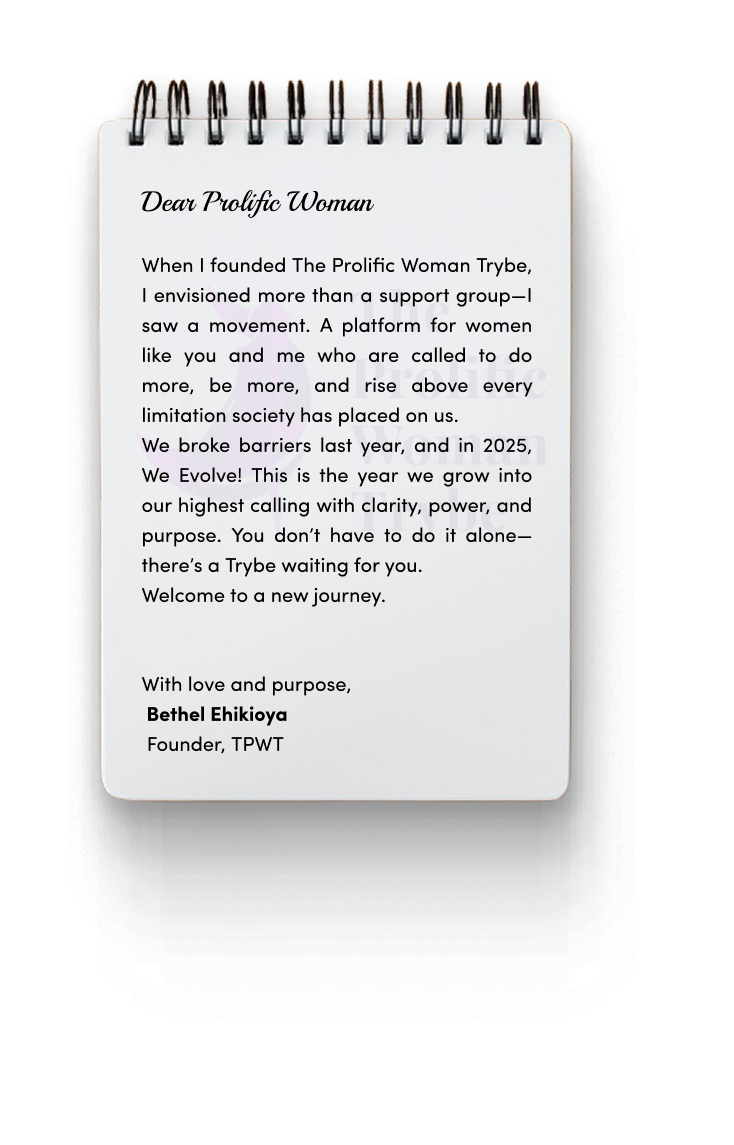 Dear Prolific Woman
When I founded The Prolific Woman Trybe,
I envisioned more than a support group—I
saw a movement. A platform for women
like you and me who are called to do
more, be more, and rise above every
limitation society has placed on us.
We broke barriers last year, and in 2025,
We Evolve! This is the year we grow into
our highest calling with clarity, power, and
purpose. You don’t have to do it alone—
there’s a Trybe waiting for you.
Welcome to a new journey.
With love and purpose,
Bethel Ehikioya
Founder, TPWT
The
Prolific
Woman
Trybe